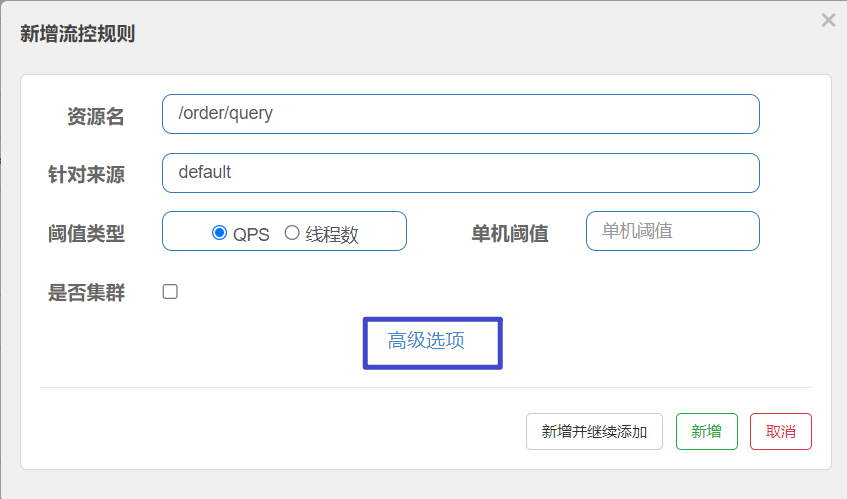 新增流控规则
×
资源名 /order/query
针对来源 default
阈值类型 QPS 线程数 单机阈值 单机阈值
是否集群
高级选项
新增并继续添加 新增 取消